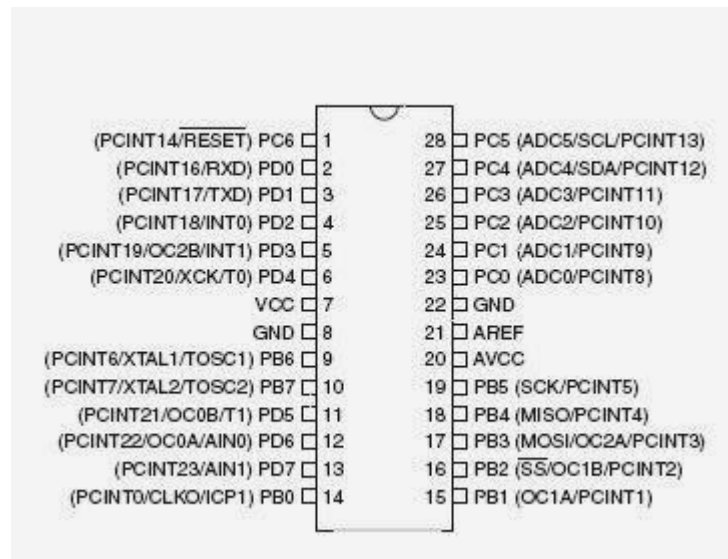 (PCINT14/RESET) PC6 1 28 PC5 (ADC5/SCL/PCINT13)
(PCINT16/RXD) PD0 2 27 PC4 (ADC4/SDA/PCINT12)
(PCINT17/TXD) PD1 3 26 PC3 (ADC3/PCINT11)
(PCINT18/INT0) PD2 4 25 PC2 (ADC2/PCINT10)
(PCINT19/OC2B/INT1) PD3 5 24 PC1 (ADC1/PCINT9)
(PCINT20/XCK/T0) PD4 6 23 PC0 (ADC0/PCINT8)
VCC 7 22 GND
GND 8 21 AREF
(PCINT6/XTAL1/TOSC1) PB6 9 20 AVCC
(PCINT7/XTAL2/TOSC2) PB7 10 19 PB5 (SCK/PCINT5)
(PCINT21/OC0B/T1) PD5 11 18 PB4 (MISO/PCINT4)
(PCINT22/OC0A/AIN0) PD6 12 17 PB3 (MOSI/OC2A/PCINT3)
(PCINT23/AIN1) PD7 13 16 PB2 (SS/OC1B/PCINT2)
(PCINT0/CLKO/ICP1) PB0 14 15 PB1 (OC1A/PCINT1)